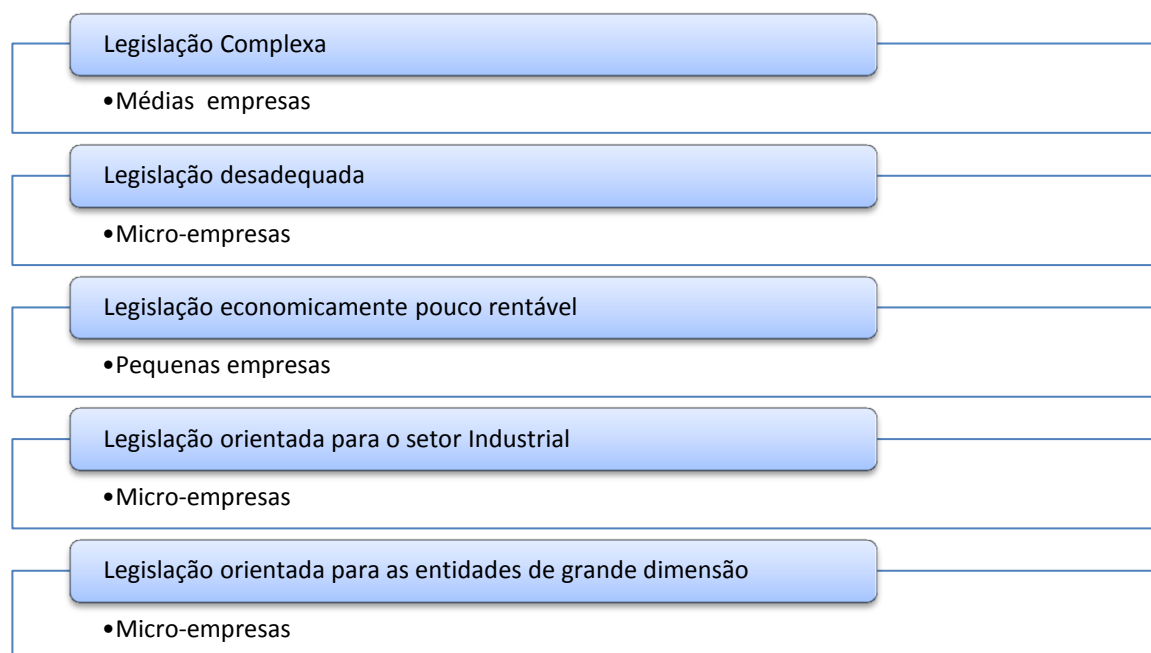 Legislação Complexa
•Médias empresas
Legislação desadequada
•Micro-empresas
Legislação economicamente pouco rentável
•Pequenas empresas
Legislação orientada para o setor Industrial
•Micro-empresas
Legislação orientada para as entidades de grande dimensão
•Micro-empresas